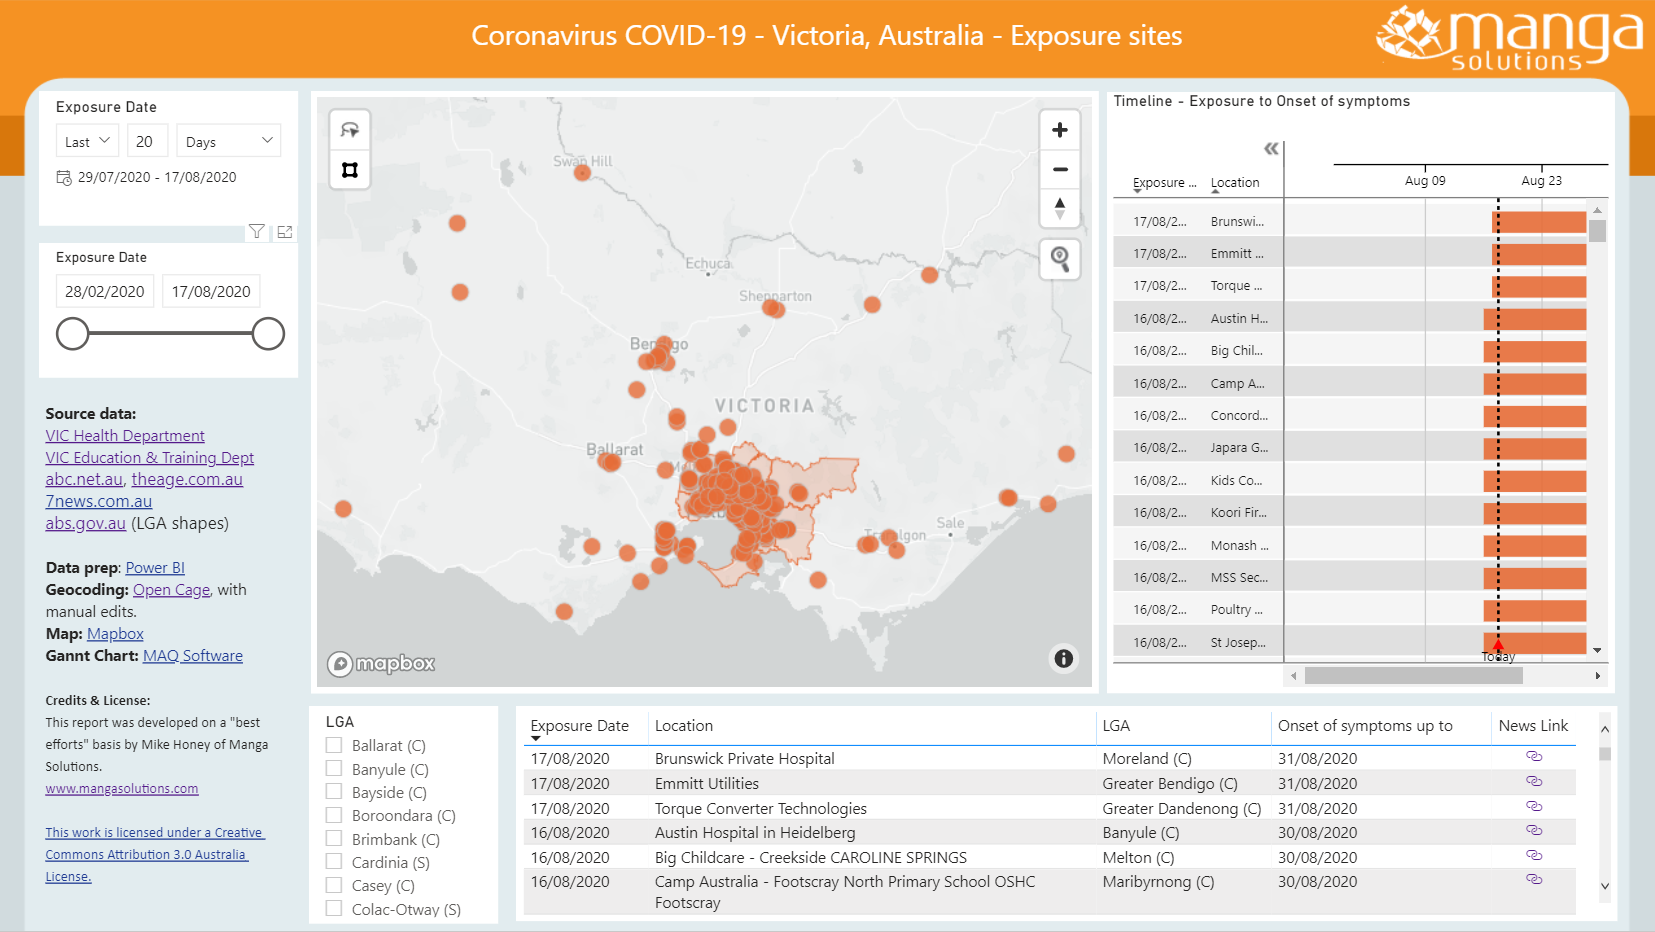 Coronavirus COVID-19 - Victoria, Australia - Exposure sites
manga
solutions
Exposure Date
Last
20
Days
29/07/2020 - 17/08/2020
Exposure Date
28/02/2020
17/08/2020
Source data:
VIC Health Department
VIC Education & Training Dept
abc.net.au, theage.com.au
7news.com.au
abs.gov.au (LGA shapes)
Data prep: Power BI
Geocoding: Open Cage, with
manual edits.
Map: Mapbox
Gannt Chart: MAQ Software
Credits & License:
This report was developed on a "best
efforts" basis by Mike Honey of Manga
Solutions.
www.mangasolutions.com
This work is licensed under a Creative
Commons Attribution 3.0 Australia
License.
Swan Hill
Echuca
Shepparton
Bendigo
VICTORIA
Ballarat
Sale
mapbox
Timeline - Exposure to Onset of symptoms
Exposure ... Location
Aug 09
Aug 23
17/08/2... Brunswi...
17/08/2... Emmitt ...
17/08/2... Torque ...
16/08/2... Austin H...
16/08/2... Big Chil...
16/08/2... Camp A...
16/08/2... Concord...
16/08/2... Japara G...
16/08/2... Kids Co...
16/08/2... Koori Fir...
16/08/2... Monash ...
16/08/2... MSS Sec...
16/08/2... Poultry ...
16/08/2... St Josep...
Today
LGA
Ballarat (C)
Banyule (C)
Bayside (C)
Boroondara (C)
Brimbank (C)
Cardinia (S)
Casey (C)
Colac-Otway (S)
Exposure Date Location LGA Onset of symptoms up to News Link
17/08/2020 Brunswick Private Hospital Moreland (C) 31/08/2020
17/08/2020 Emmitt Utilities Greater Bendigo (C) 31/08/2020
17/08/2020 Torque Converter Technologies Greater Dandenong (C) 31/08/2020
16/08/2020 Austin Hospital in Heidelberg Banyule (C) 30/08/2020
16/08/2020 Big Childcare - Creekside CAROLINE SPRINGS Melton (C) 30/08/2020
16/08/2020 Camp Australia - Footscray North Primary School OSHC Maribyrnong (C) 30/08/2020
Footscray